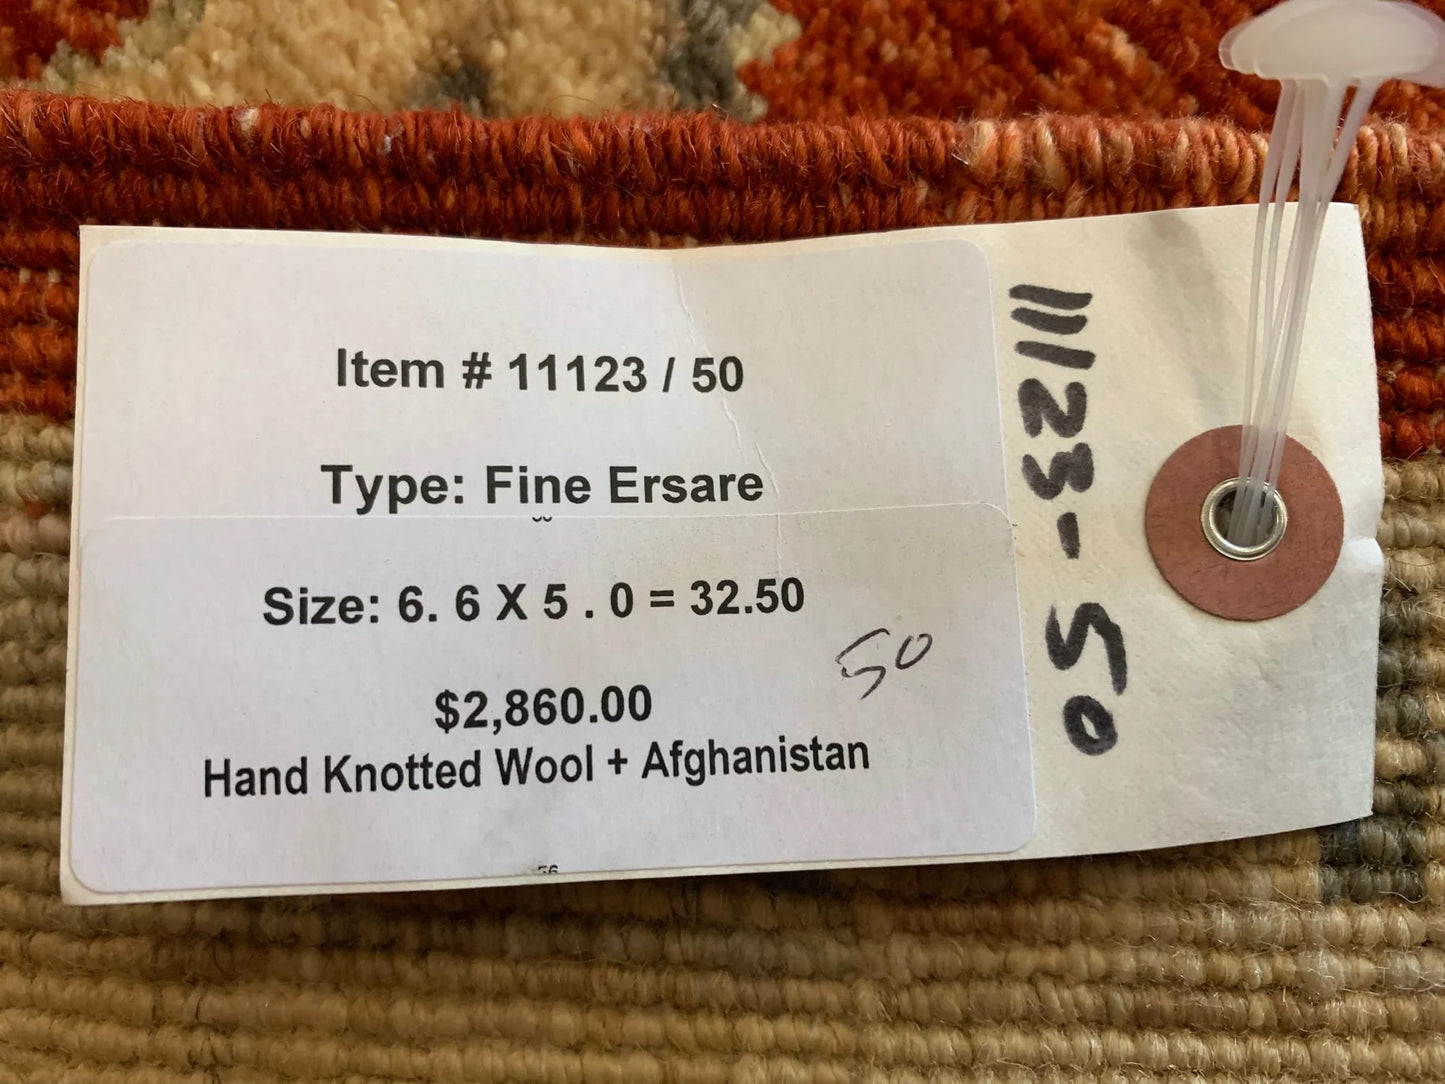 Item # 11123 / 50
Type: Fine Ersare
Size: 6. 6 X 5 . 0 = 32.50
50
$2,860.00
Hand Knotted Wool + Afghanistan
11123-50